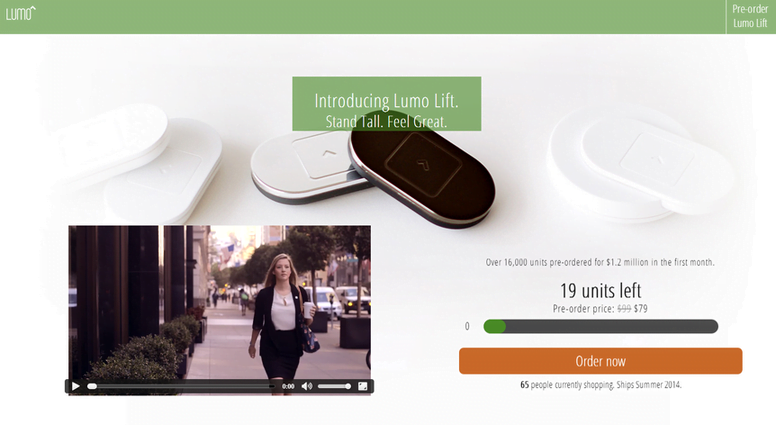 LUMO
Pre-order
Lumo Lift
Introducing Lumo Lift.
Stand Tall. Feel Great.
Over 16,000 units pre-ordered for $1.2 million in the first month.
19 units left
Pre-order price: $99 $79
0
Order now
0:00
65 people currently shopping. Ships Summer 2014.